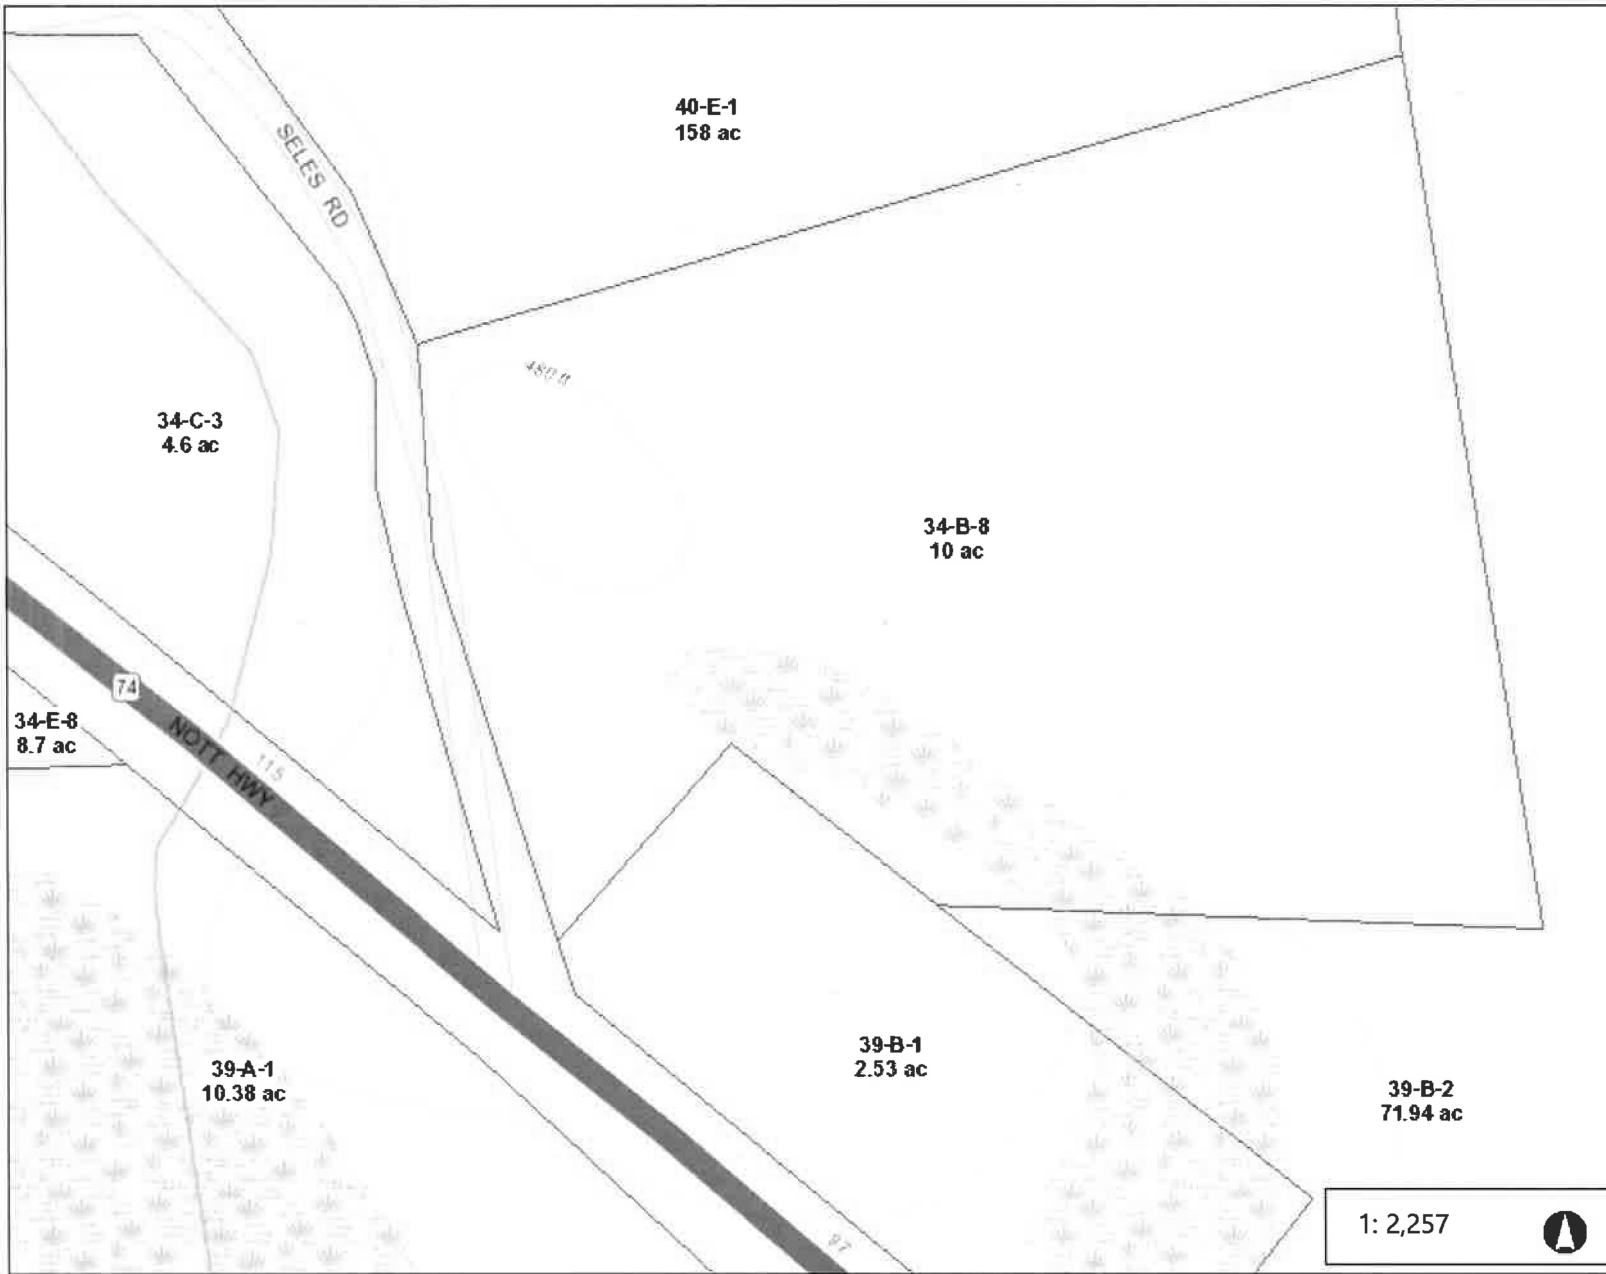 40-E-1
158 ac
SELES RD
480 ft
34-C-3
4.6 ac
34-B-8
10 ac
74
34-E-8
8.7 ac
NOTT HWY
115
39-A-1
10.38 ac
39-B-1
2.53 ac
39-B-2
71.94 ac
97
1: 2,257